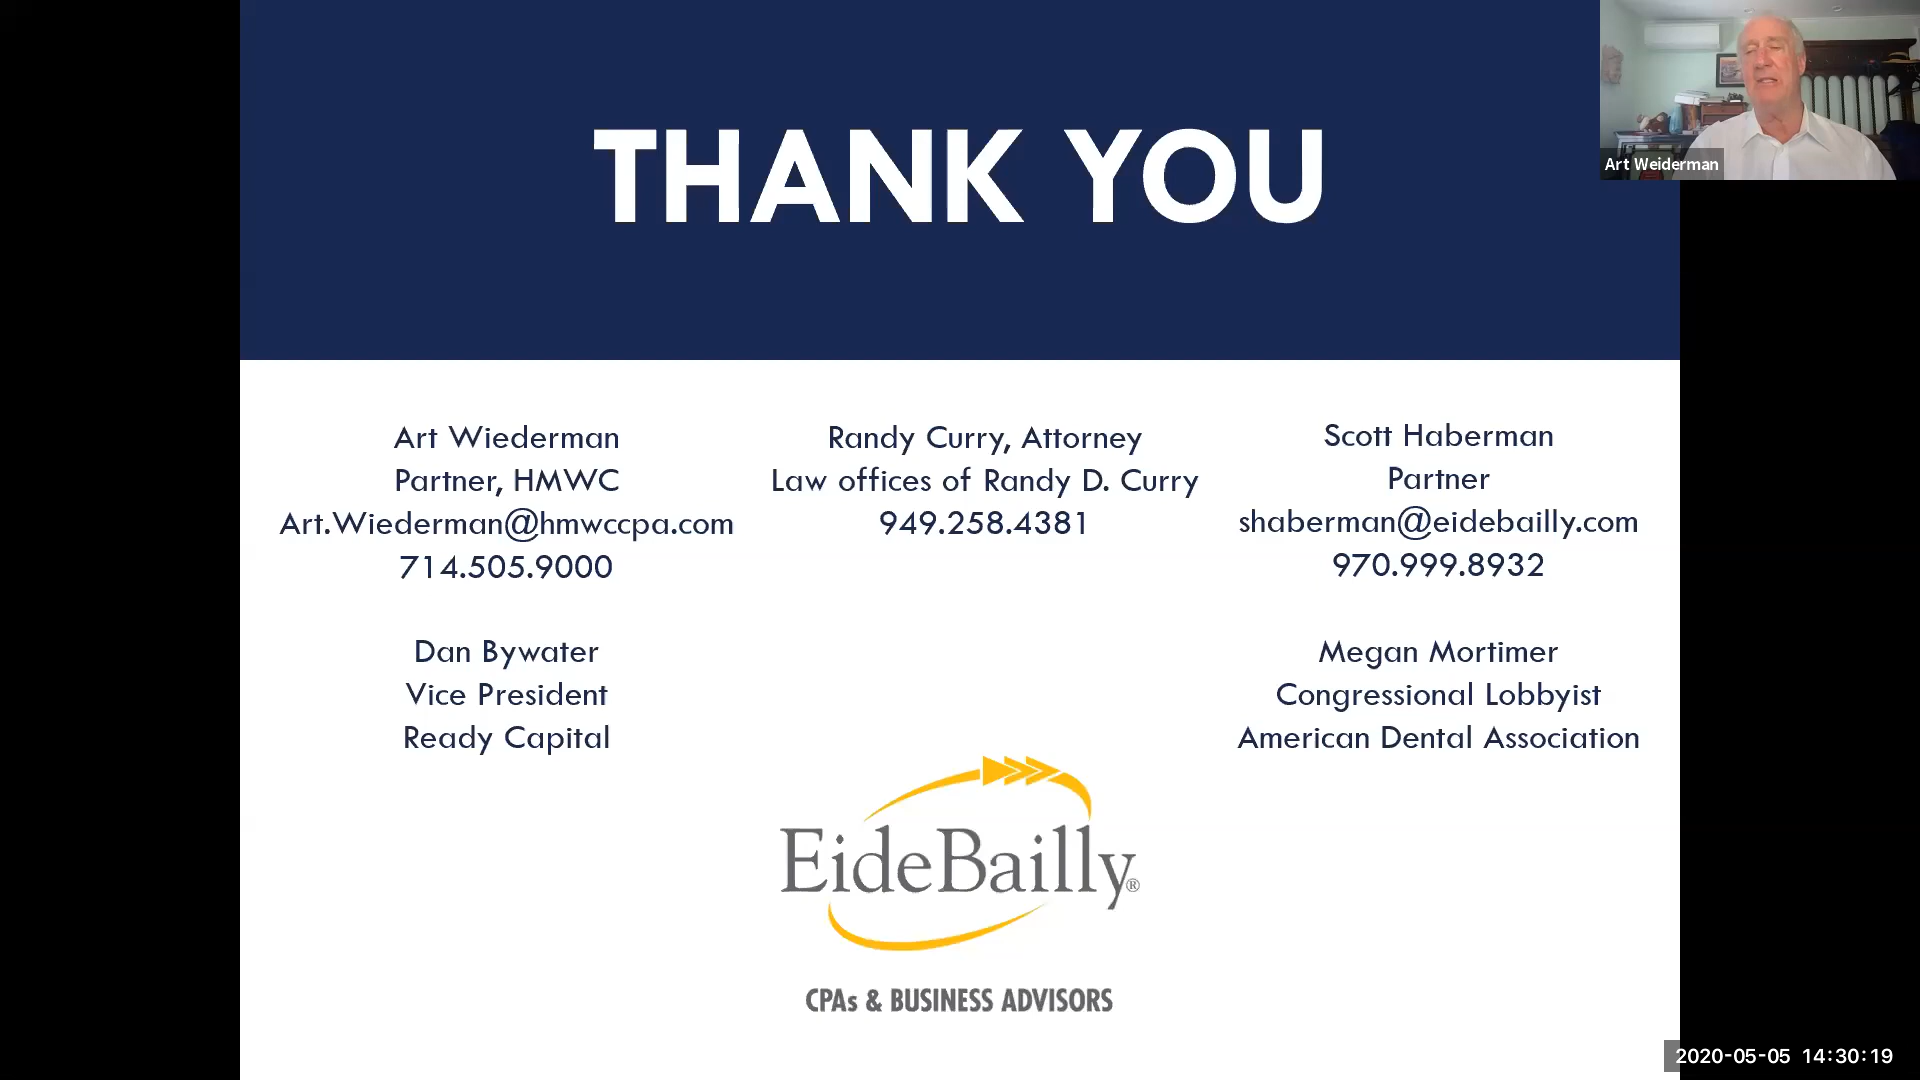 THANK YOU
Art Weiderman
Art Wiederman
Partner, HMWC
Art.Wiederman@hmwccpa.com
714.505.9000
Randy Curry, Attorney
Law offices of Randy D. Curry
949.258.4381
Scott Haberman
Partner
shaberman@eidebailly.com
970.999.8932
Dan Bywater
Vice President
Ready Capital
Megan Mortimer
Congressional Lobbyist
American Dental Association
EideBailly®
CPAs & BUSINESS ADVISORS
2020-05-05 14:30:19